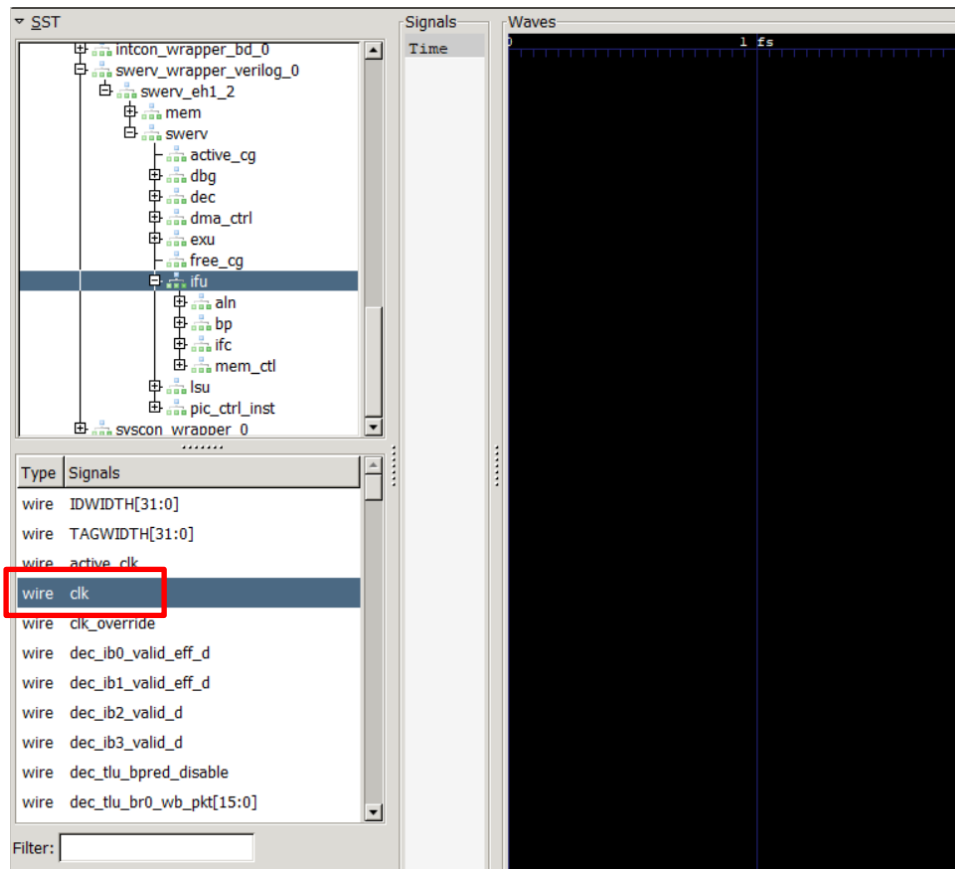 SST
intcon_wrapper_bd_0
swerv_wrapper_verilog_0
swerv_eh1_2
mem
swerv
active_cg
dbg
dec
dma_ctrl
exu
free_cg
ifu
aln
bp
ifc
mem_ctl
lsu
pic_ctrl_inst
syscon_wrapper_0
Type Signals
wire IDWIDTH[31:0]
wire TAGWIDTH[31:0]
wire active_clk
wire clk
wire clk_override
wire dec_ib0_valid_eff_d
wire dec_ib1_valid_eff_d
wire dec_ib2_valid_d
wire dec_ib3_valid_d
wire dec_tlu_bpred_disable
wire dec_tlu_br0_wb_pkt[15:0]
Filter:
Signals
Time
Waves
0 1 fs